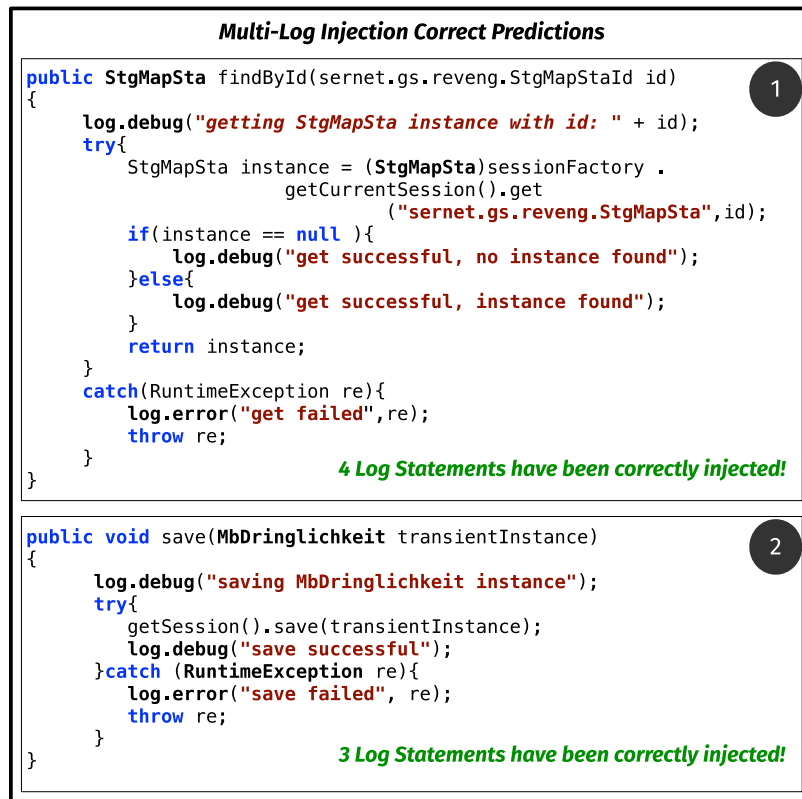 Multi-Log Injection Correct Predictions
1
public StgMapSta findById(sernet.gs.reveng.StgMapStaId id)
{
log.debug("getting StgMapSta instance with id: " + id);
try{
StgMapSta instance = (StgMapSta)sessionFactory .
getCurrentSession().get
("sernet.gs.reveng.StgMapSta",id);
if(instance == null ){
log.debug("get successful, no instance found");
}else{
log.debug("get successful, instance found");
}
return instance;
}
catch(RuntimeException re){
log.error("get failed",re);
throw re;
}
4 Log Statements have been correctly injected!
}
2
public void save(MbDringlichkeit transientInstance)
{
log.debug("saving MbDringlichkeit instance");
try{
getSession().save(transientInstance);
log.debug("save successful");
}catch (RuntimeException re){
log.error("save failed", re);
throw re;
}
3 Log Statements have been correctly injected!
}